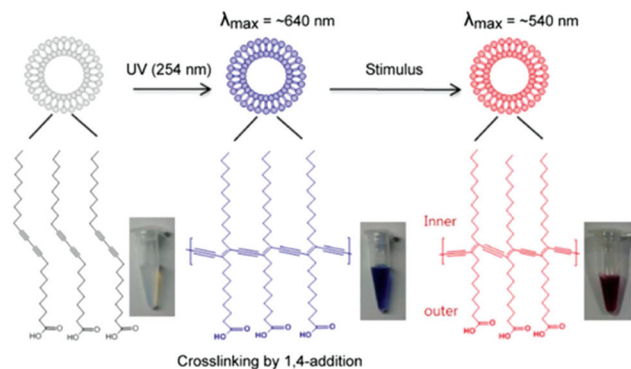 λmax = ~640 nm
λmax = ~540 nm
UV (254 nm)
Stimulus
Inner
outer
HO O
HO O
HO O
HO O
HO O
HO O
HO O
HO O
HO O
Crosslinking by 1,4-addition